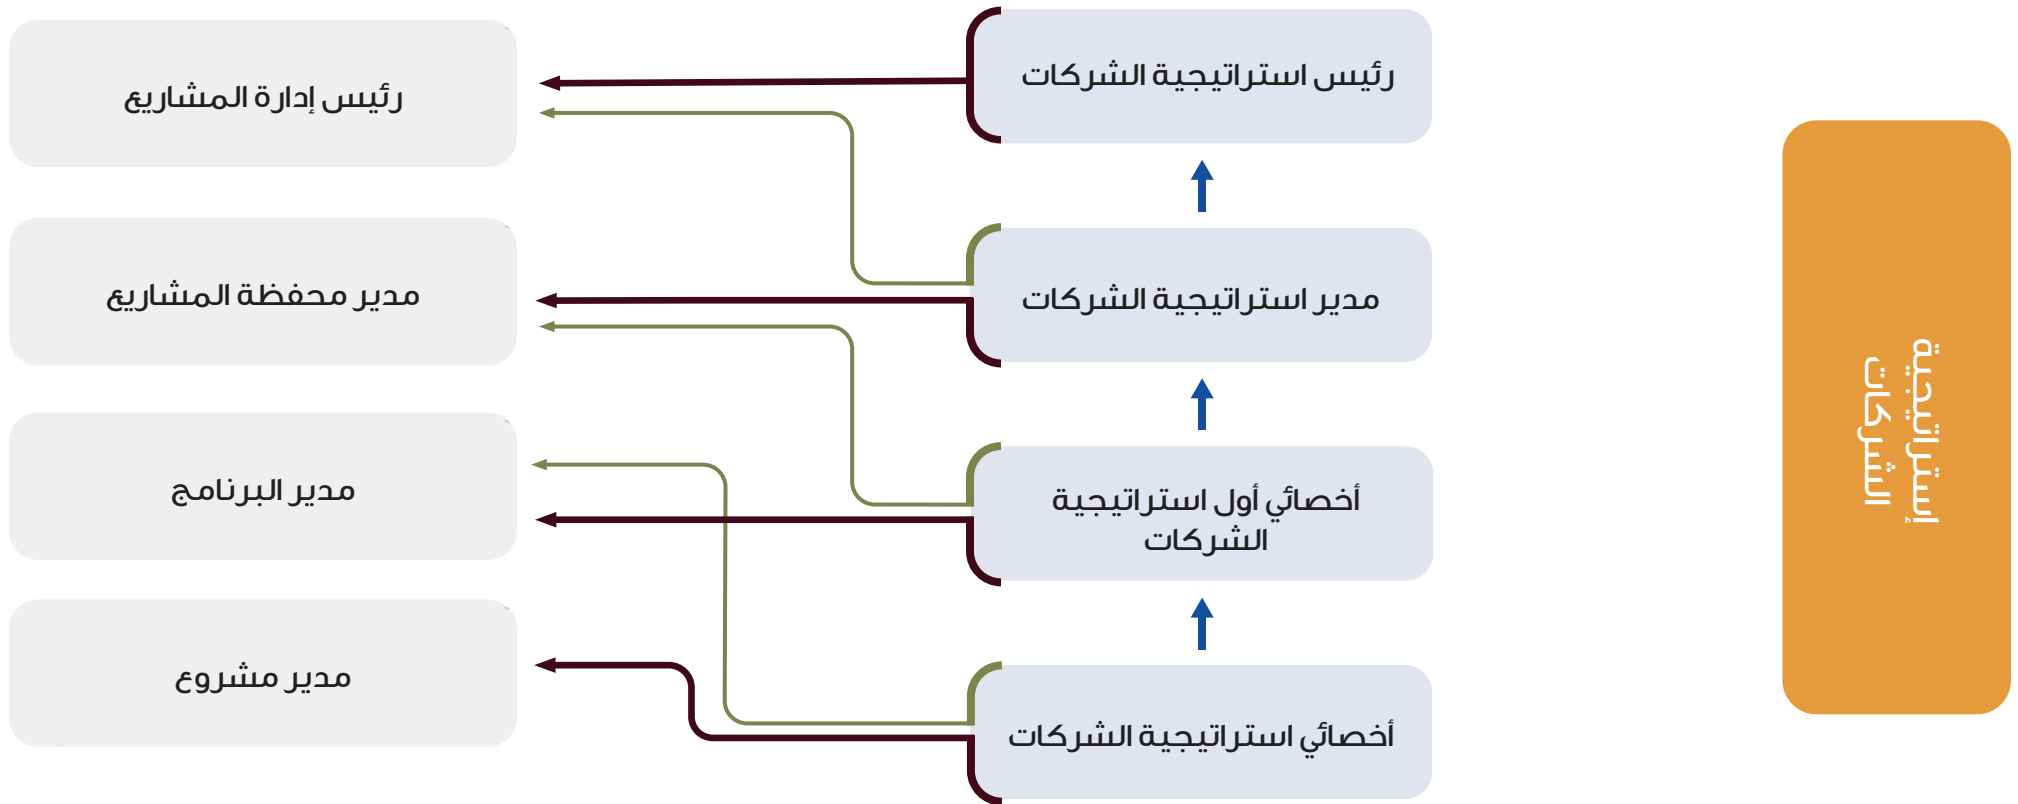 إستراتيجية
الشركات
رئيس استراتيجية الشركات
مدير استراتيجية الشركات
أخصائي أول استراتيجية
الشركات
أخصائي استراتيجية الشركات
رئيس إدارة المشاريع
مدير محفظة المشاريع
مدير البرنامج
مدير مشروع